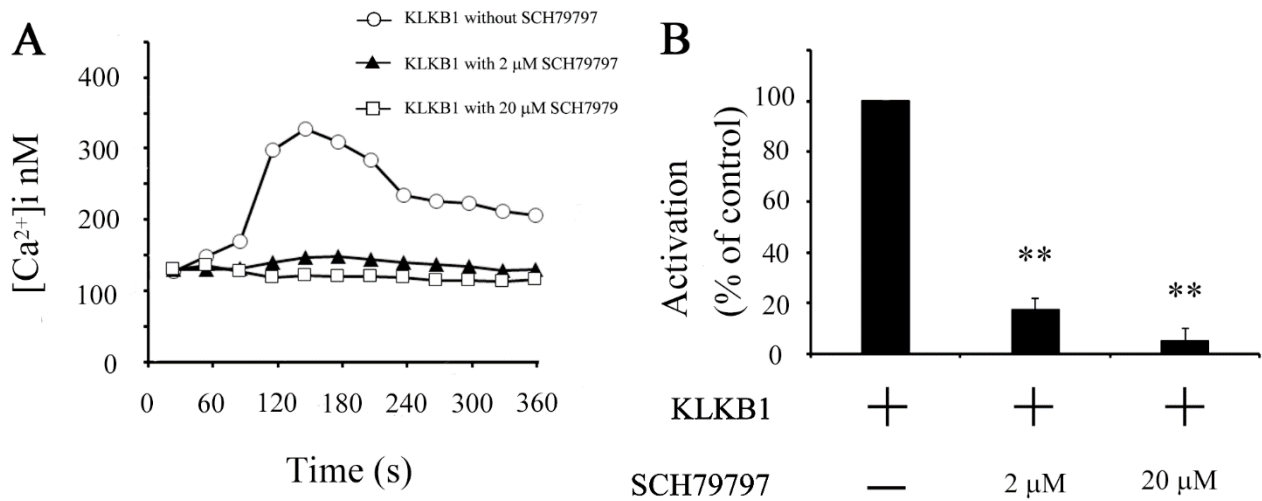 A
KLKB1 without SCH79797
KLKB1 with 2 μM SCH79797
KLKB1 with 20 μM SCH7979
[Ca²⁺]i nM
400
300
200
100
0
0 60 120 180 240 300 360
Time (s)
B
Activation
(% of control)
100
80
60
40
20
0
**
**
KLKB1 + + +
SCH79797 — 2 μM 20 μM